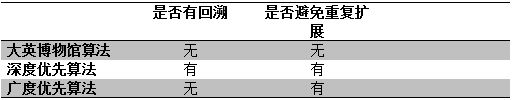 是否有回溯 是否避免重复扩
展
大英博物馆算法 无 无
深度优先算法 有 有
广度优先算法 无 有